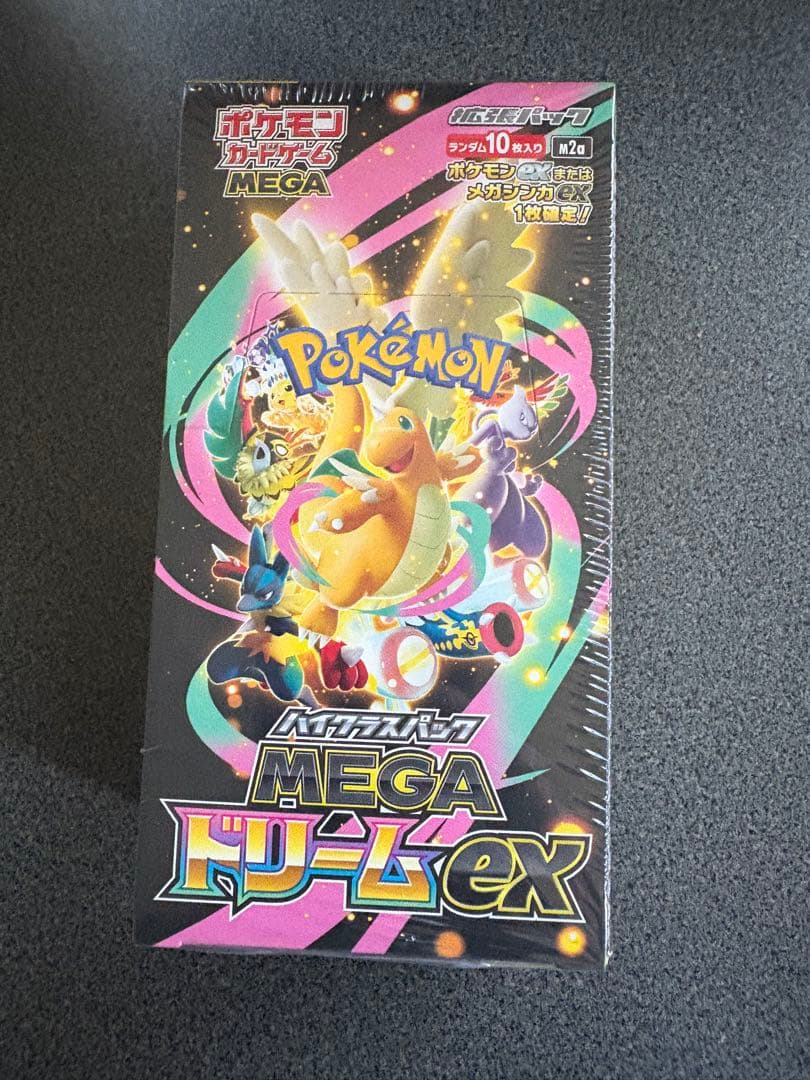 ポケモン
カードゲーム
MEGA
拡張パック
ランダム10枚入り M2a
ポケモンexまたは
メガシンカex
1枚確定!
POKéMON
ハイクラスパック
MEGA
ドリームex